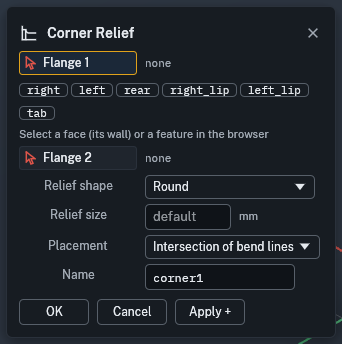 Corner Relief
Flange 1 none
right left rear right_lip left_lip
tab
Select a face (its wall) or a feature in the browser
Flange 2 none
Relief shape Round
Relief size default mm
Placement Intersection of bend lines
Name corner1
OK Cancel Apply +